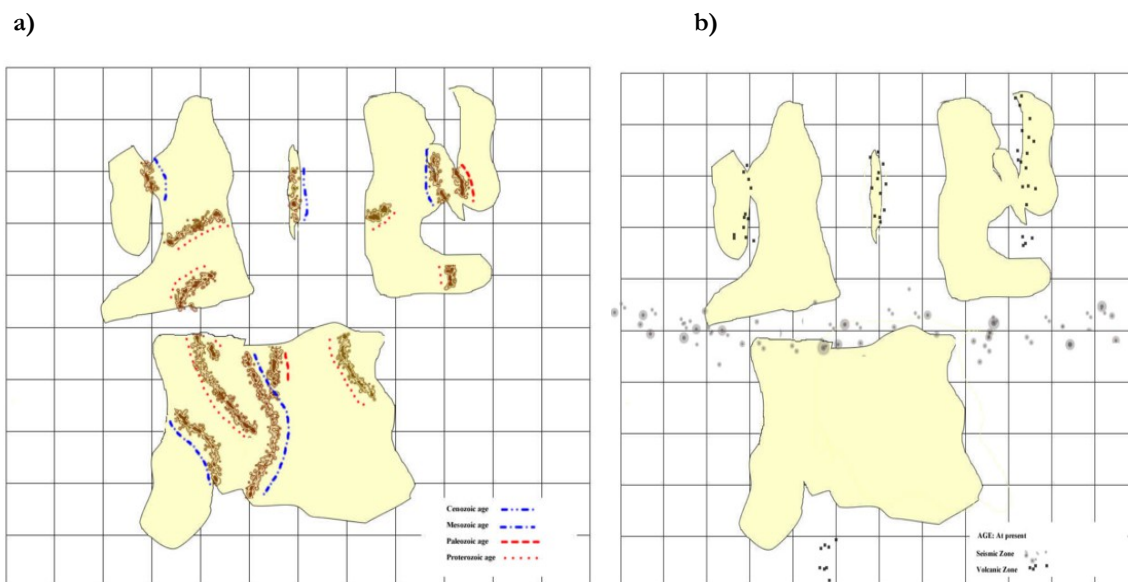 a)
b)
Cenozoic age
Mesozoic age
Paleozoic age
Proterozoic age
AGE: At present
Seismic Zone
Volcanic Zone